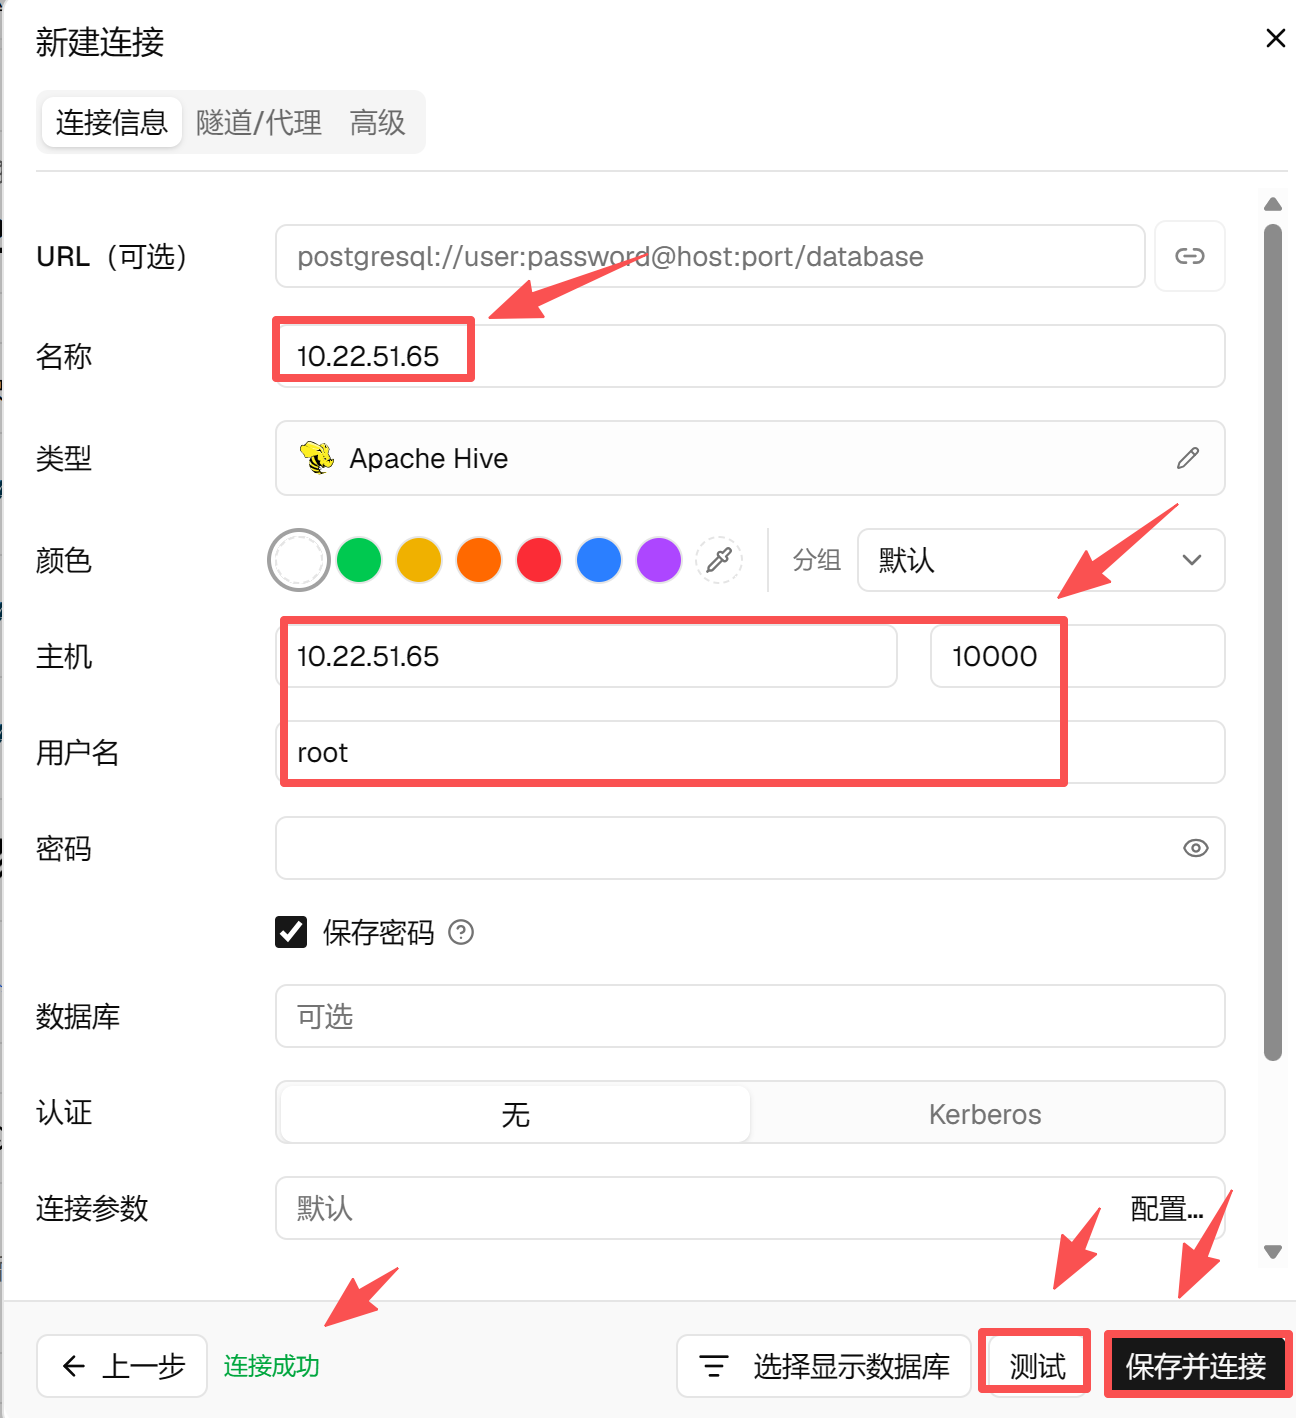 新建连接
连接信息 隧道/代理 高级
URL（可选） postgresql://user:password@host:port/database
名称 10.22.51.65
类型 Apache Hive
颜色 分组 默认
主机 10.22.51.65 10000
用户名 root
密码
保存密码
数据库 可选
认证 无 Kerberos
连接参数 默认 配置...
上一步 连接成功 选择显示数据库 测试 保存并连接